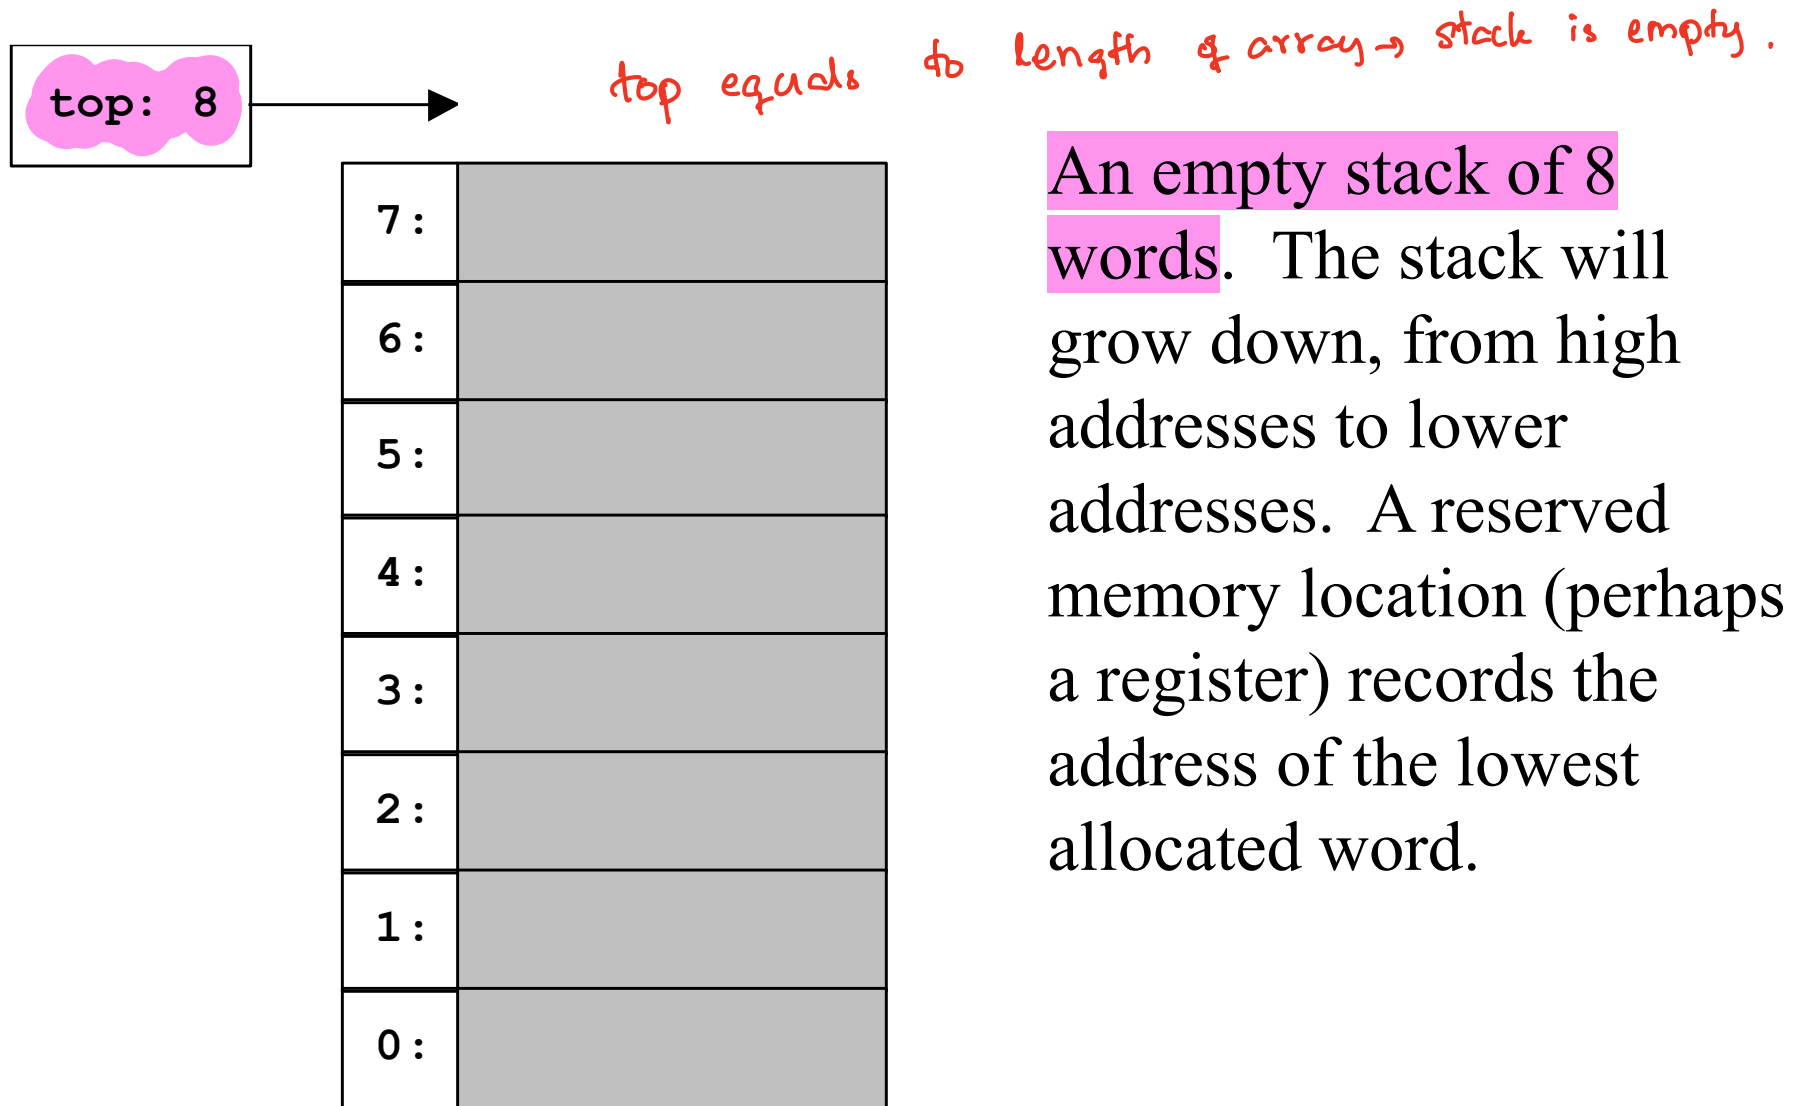 top equals to length of array → stack is empty.
top: 8
An empty stack of 8
words. The stack will
grow down, from high
addresses to lower
addresses. A reserved
memory location (perhaps
a register) records the
address of the lowest
allocated word.
7:
6:
5:
4:
3:
2:
1:
0: